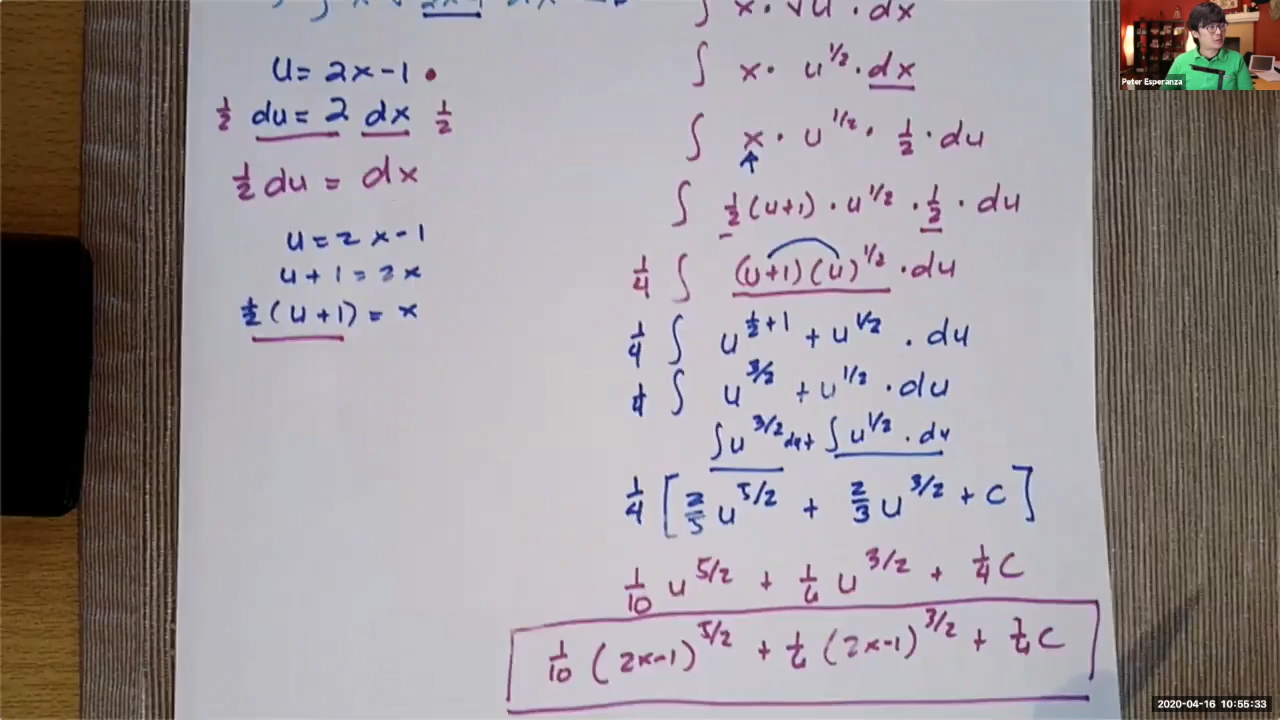 ∫ x · √u · dx
u = 2x-1 ·
½ du = 2 dx ½
½ du = dx
u = 2x-1
u + 1 = 2x
½ (u+1) = x
∫ x · u^1/2 · dx
∫ x · u^1/2 · ½ · du
∫ ½ (u+1) · u^1/2 · ½ · du
¼ ∫ (u+1)(u)^1/2 · du
¼ ∫ u^½+1 + u^1/2 · du
¼ ∫ u^3/2 + u^1/2 · du
∫ u^3/2 du + ∫ u^1/2 · du
¼ [ 2/5 u^5/2 + 2/3 u^3/2 + C ]
1/10 u^5/2 + 1/6 u^3/2 + ¼ C
1/10 (2x-1)^5/2 + 1/6 (2x-1)^3/2 + ¼ C
Peter Esperanza
2020-04-16 10:55:33